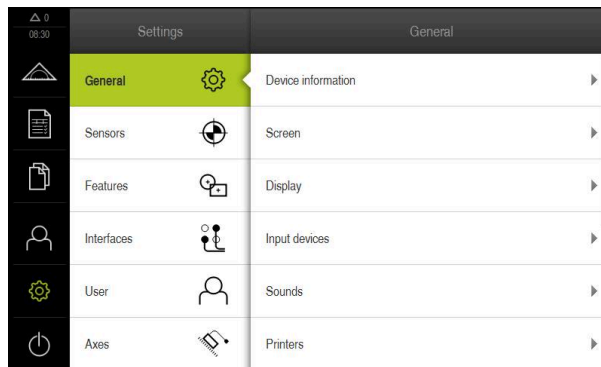 △ 0
08:30
Settings
General
General
Sensors
Features
Interfaces
User
Axes
Device information
Screen
Display
Input devices
Sounds
Printers